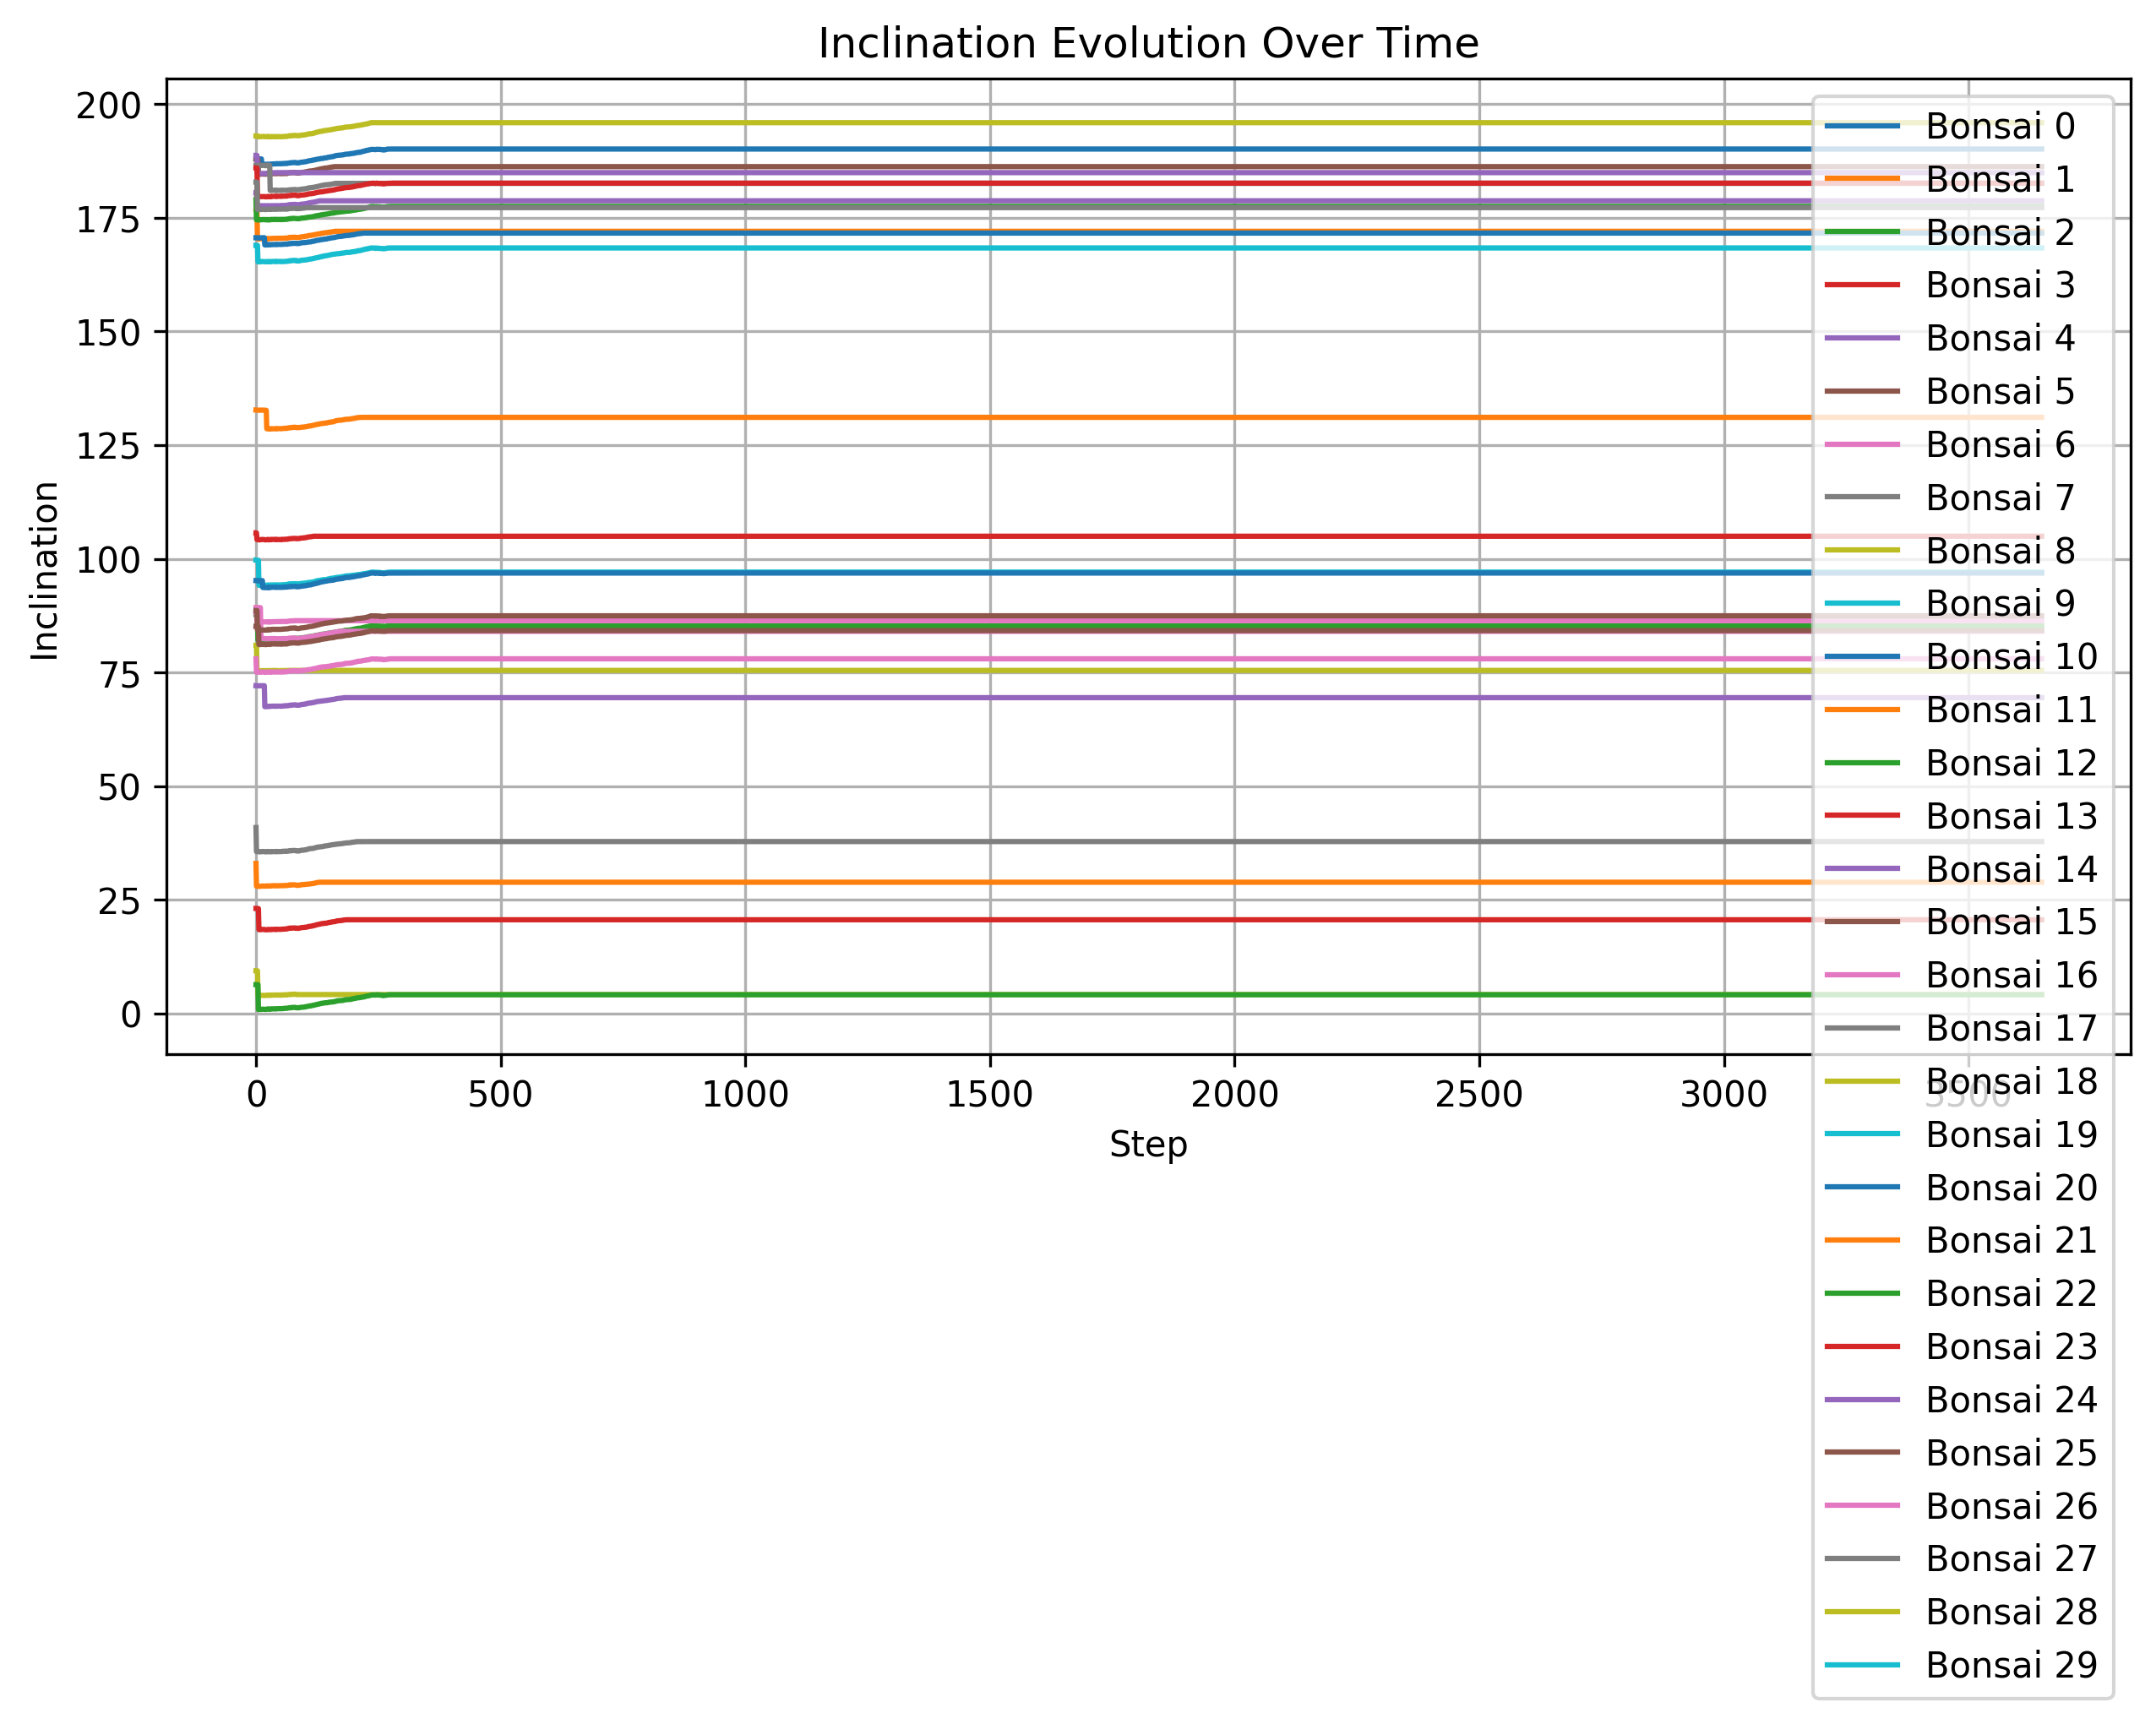 Inclination Evolution Over Time
Inclination
200
175
150
125
100
75
50
25
0
0 500 1000 1500 2000 2500 3000 3500
Step
Bonsai 0
Bonsai 1
Bonsai 2
Bonsai 3
Bonsai 4
Bonsai 5
Bonsai 6
Bonsai 7
Bonsai 8
Bonsai 9
Bonsai 10
Bonsai 11
Bonsai 12
Bonsai 13
Bonsai 14
Bonsai 15
Bonsai 16
Bonsai 17
Bonsai 18
Bonsai 19
Bonsai 20
Bonsai 21
Bonsai 22
Bonsai 23
Bonsai 24
Bonsai 25
Bonsai 26
Bonsai 27
Bonsai 28
Bonsai 29